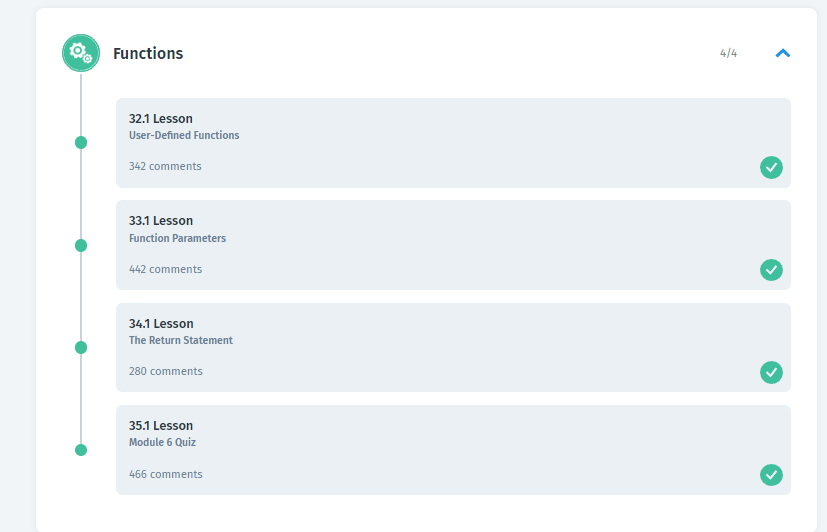 Functions
4/4
32.1 Lesson
User-Defined Functions
342 comments
33.1 Lesson
Function Parameters
442 comments
34.1 Lesson
The Return Statement
280 comments
35.1 Lesson
Module 6 Quiz
466 comments